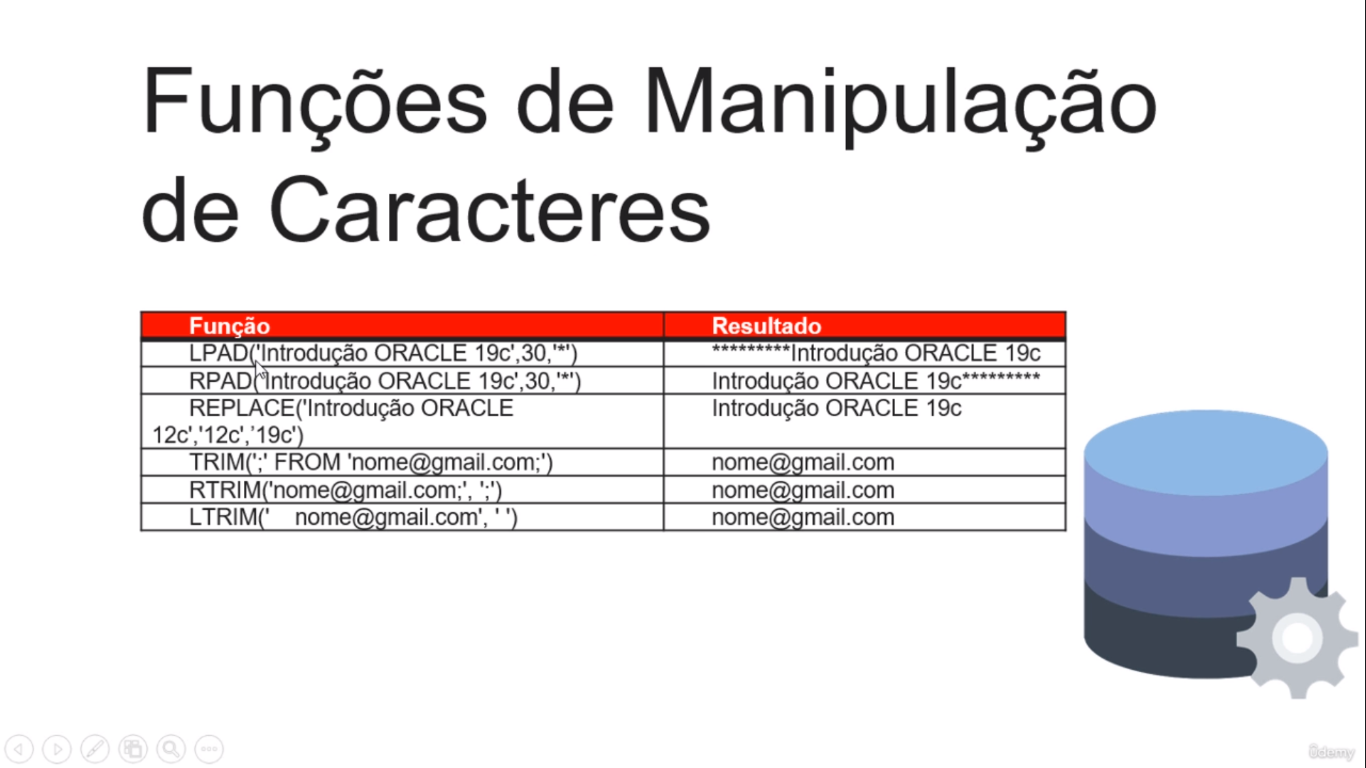 Funções de Manipulação
de Caracteres
Função Resultado
LPAD('Introdução ORACLE 19c',30,'*') *********Introdução ORACLE 19c
RPAD('Introdução ORACLE 19c',30,'*') Introdução ORACLE 19c*********
REPLACE('Introdução ORACLE Introdução ORACLE 19c
12c','12c','19c')
TRIM(';' FROM 'nome@gmail.com;') nome@gmail.com
RTRIM('nome@gmail.com;', ';') nome@gmail.com
LTRIM('    nome@gmail.com', ' ') nome@gmail.com
ûdemy